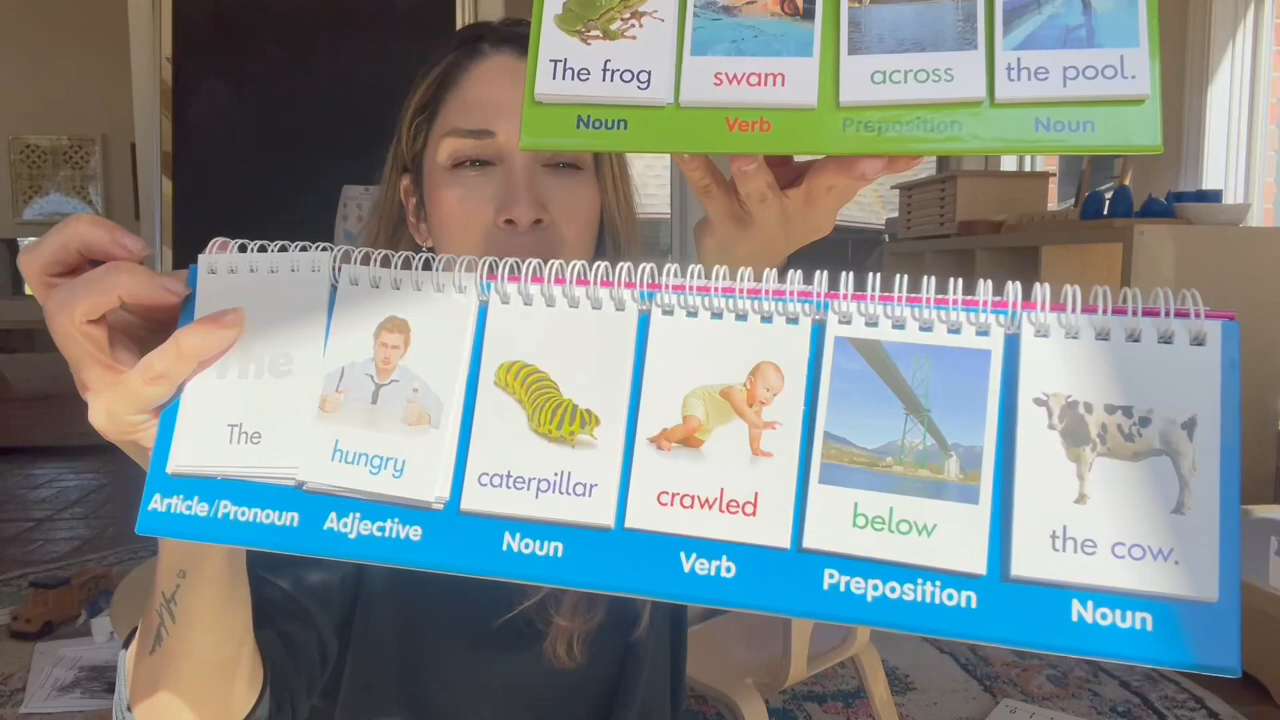 The frog swam across the pool.
Noun Verb Preposition Noun
The
The hungry caterpillar crawled below the cow.
Article/Pronoun Adjective Noun Verb Preposition Noun